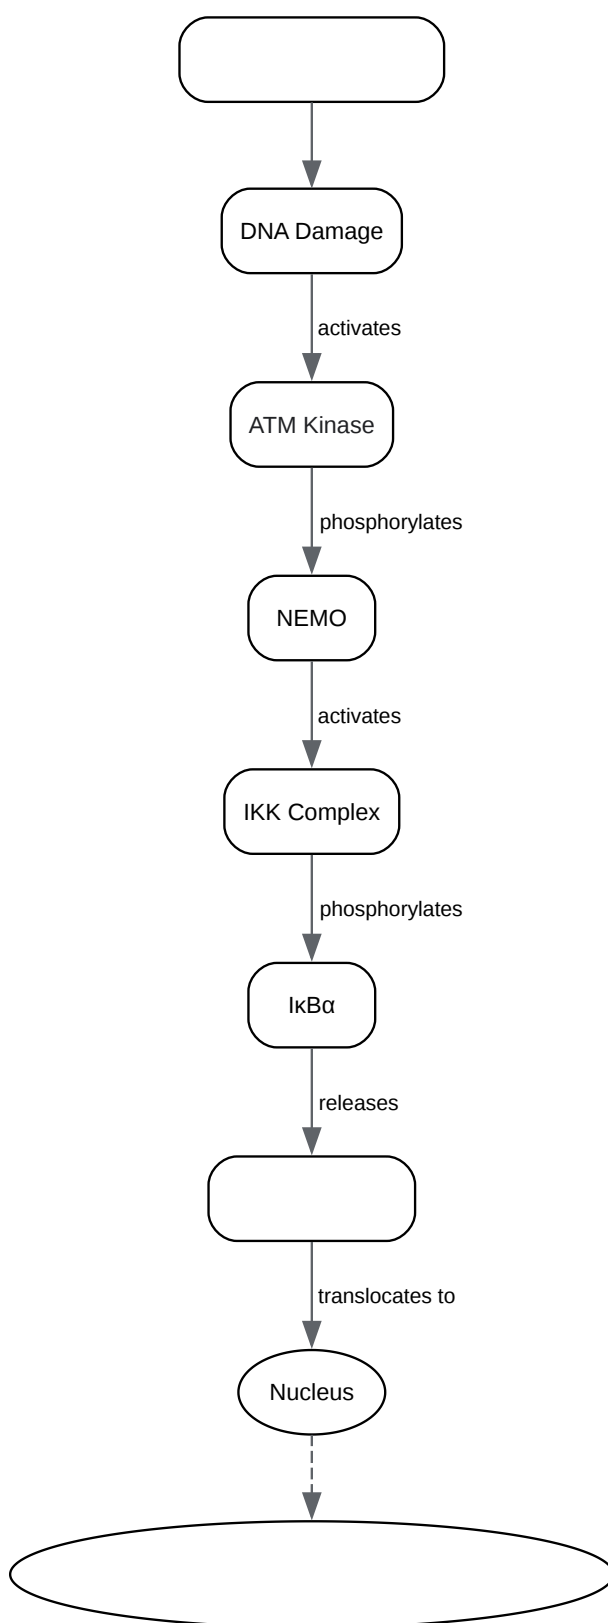 DNA Damage
activates
ATM Kinase
phosphorylates
NEMO
activates
IKK Complex
phosphorylates
IκBα
releases
translocates to
Nucleus